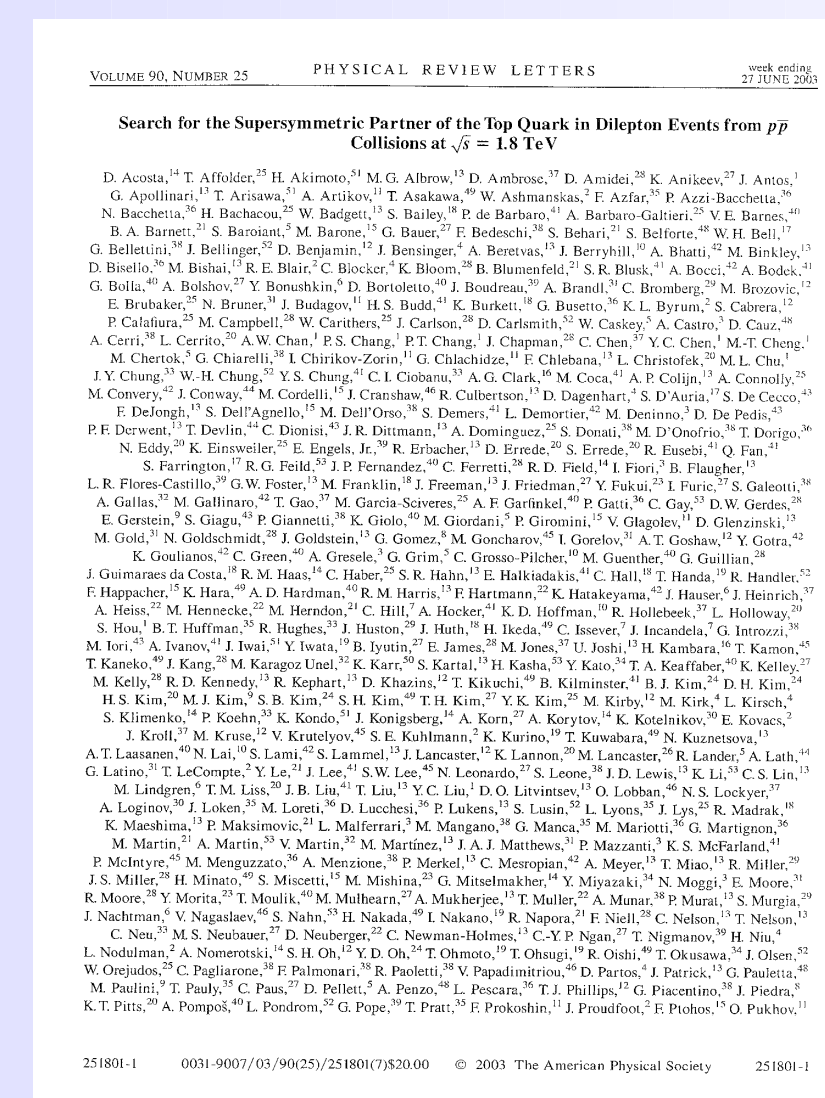 VOLUME 90, NUMBER 25
PHYSICAL REVIEW LETTERS
week ending
27 JUNE 2003
Search for the Supersymmetric Partner of the Top Quark in Dilepton Events from pp̅
Collisions at √s = 1.8 TeV
D. Acosta,¹⁴ T. Affolder,²⁵ H. Akimoto,⁵¹ M. G. Albrow,¹³ D. Ambrose,³⁷ D. Amidei,²⁸ K. Anikeev,²⁷ J. Antos,¹
G. Apollinari,¹³ T. Arisawa,⁵¹ A. Artikov,¹¹ T. Asakawa,⁴⁹ W. Ashmanskas,² F. Azfar,³⁵ P. Azzi-Bacchetta,³⁶
N. Bacchetta,³⁶ H. Bachacou,²⁵ W. Badgett,¹³ S. Bailey,¹⁸ P. de Barbaro,⁴¹ A. Barbaro-Galtieri,²⁵ V. E. Barnes,⁴⁰
B. A. Barnett,²¹ S. Baroiant,⁵ M. Barone,¹⁵ G. Bauer,²⁷ F. Bedeschi,³⁸ S. Behari,²¹ S. Belforte,⁴⁸ W. H. Bell,¹⁷
G. Bellettini,³⁸ J. Bellinger,⁵² D. Benjamin,¹² J. Bensinger,⁴ A. Beretvas,¹³ J. Berryhill,¹⁰ A. Bhatti,⁴² M. Binkley,¹³
D. Bisello,³⁶ M. Bishai,¹³ R. E. Blair,² C. Blocker,⁴ K. Bloom,²⁸ B. Blumenfeld,²¹ S. R. Blusk,⁴¹ A. Bocci,⁴² A. Bodek,⁴¹
G. Bolla,⁴⁰ A. Bolshov,²⁷ Y. Bonushkin,⁶ D. Bortoletto,⁴⁰ J. Boudreau,³⁹ A. Brandl,³¹ C. Bromberg,²⁹ M. Brozovic,¹²
E. Brubaker,²⁵ N. Bruner,³¹ J. Budagov,¹¹ H. S. Budd,⁴¹ K. Burkett,¹⁸ G. Busetto,³⁶ K. L. Byrum,² S. Cabrera,¹²
P. Calafiura,²⁵ M. Campbell,²⁸ W. Carithers,²⁵ J. Carlson,²⁸ D. Carlsmith,⁵² W. Caskey,⁵ A. Castro,³ D. Cauz,⁴⁸
A. Cerri,³⁸ L. Cerrito,²⁰ A. W. Chan,¹ P. S. Chang,¹ P. T. Chang,¹ J. Chapman,²⁸ C. Chen,³⁷ Y. C. Chen,¹ M.-T. Cheng,¹
M. Chertok,⁵ G. Chiarelli,³⁸ I. Chirikov-Zorin,¹¹ G. Chlachidze,¹¹ F. Chlebana,¹³ L. Christofek,²⁰ M. L. Chu,¹
J. Y. Chung,³³ W.-H. Chung,⁵² Y. S. Chung,⁴¹ C. I. Ciobanu,³³ A. G. Clark,¹⁶ M. Coca,⁴¹ A. P. Colijn,¹³ A. Connolly,²⁵
M. Convery,⁴² J. Conway,⁴⁴ M. Cordelli,¹⁵ J. Cranshaw,⁴⁶ R. Culbertson,¹³ D. Dagenhart,⁴ S. D'Auria,¹⁷ S. De Cecco,⁴³
F. DeJongh,¹³ S. Dell'Agnello,¹⁵ M. Dell'Orso,³⁸ S. Demers,⁴¹ L. Demortier,⁴² M. Deninno,³ D. De Pedis,⁴³
P. F. Derwent,¹³ T. Devlin,⁴⁴ C. Dionisi,⁴³ J. R. Dittmann,¹³ A. Dominguez,²⁵ S. Donati,³⁸ M. D'Onofrio,³⁸ T. Dorigo,³⁶
N. Eddy,²⁰ K. Einsweiler,²⁵ E. Engels, Jr.,³⁹ R. Erbacher,¹³ D. Errede,²⁰ S. Errede,²⁰ R. Eusebi,⁴¹ Q. Fan,⁴¹
S. Farrington,¹⁷ R. G. Feild,⁵³ J. P. Fernandez,⁴⁰ C. Ferretti,²⁸ R. D. Field,¹⁴ I. Fiori,³ B. Flaugher,¹³
L. R. Flores-Castillo,³⁹ G. W. Foster,¹³ M. Franklin,¹⁸ J. Freeman,¹³ J. Friedman,²⁷ Y. Fukui,²³ I. Furic,²⁷ S. Galeotti,³⁸
A. Gallas,³² M. Gallinaro,⁴² T. Gao,³⁷ M. Garcia-Sciveres,²⁵ A. F. Garfinkel,⁴⁰ P. Gatti,³⁶ C. Gay,⁵³ D. W. Gerdes,²⁸
E. Gerstein,⁹ S. Giagu,⁴³ P. Giannetti,³⁸ K. Giolo,⁴⁰ M. Giordani,⁵ P. Giromini,¹⁵ V. Glagolev,¹¹ D. Glenzinski,¹³
M. Gold,³¹ N. Goldschmidt,²⁸ J. Goldstein,¹³ G. Gomez,⁸ M. Goncharov,⁴⁵ I. Gorelov,³¹ A. T. Goshaw,¹² Y. Gotra,⁴²
K. Goulianos,⁴² C. Green,⁴⁰ A. Gresele,³ G. Grim,⁵ C. Grosso-Pilcher,¹⁰ M. Guenther,⁴⁰ G. Guillian,²⁸
J. Guimaraes da Costa,¹⁸ R. M. Haas,¹⁴ C. Haber,²⁵ S. R. Hahn,¹³ E. Halkiadakis,⁴¹ C. Hall,¹⁸ T. Handa,¹⁹ R. Handler,⁵²
F. Happacher,¹⁵ K. Hara,⁴⁹ A. D. Hardman,⁴⁰ R. M. Harris,¹³ F. Hartmann,²² K. Hatakeyama,⁴² J. Hauser,⁶ J. Heinrich,³⁷
A. Heiss,²² M. Hennecke,²² M. Herndon,²¹ C. Hill,⁷ A. Hocker,⁴¹ K. D. Hoffman,¹⁰ R. Hollebeek,³⁷ L. Holloway,²⁰
S. Hou,¹ B. T. Huffman,³⁵ R. Hughes,³³ J. Huston,²⁹ J. Huth,¹⁸ H. Ikeda,⁴⁹ C. Issever,⁷ J. Incandela,⁷ G. Introzzi,³⁸
M. Iori,⁴³ A. Ivanov,⁴¹ J. Iwai,⁵¹ Y. Iwata,¹⁹ B. Iyutin,²⁷ E. James,²⁸ M. Jones,³⁷ U. Joshi,¹³ H. Kambara,¹⁶ T. Kamon,⁴⁵
T. Kaneko,⁴⁹ J. Kang,²⁸ M. Karagoz Unel,³² K. Karr,⁵⁰ S. Kartal,¹³ H. Kasha,⁵³ Y. Kato,³⁴ T. A. Keaffaber,⁴⁰ K. Kelley,²⁷
M. Kelly,²⁸ R. D. Kennedy,¹³ R. Kephart,¹³ D. Khazins,¹² T. Kikuchi,⁴⁹ B. Kilminster,⁴¹ B. J. Kim,²⁴ D. H. Kim,²⁴
H. S. Kim,²⁰ M. J. Kim,⁹ S. B. Kim,²⁴ S. H. Kim,⁴⁹ T. H. Kim,²⁷ Y. K. Kim,²⁵ M. Kirby,¹² M. Kirk,⁴ L. Kirsch,⁴
S. Klimenko,¹⁴ P. Koehn,³³ K. Kondo,⁵¹ J. Konigsberg,¹⁴ A. Korn,²⁷ A. Korytov,¹⁴ K. Kotelnikov,³⁰ E. Kovacs,²
J. Kroll,³⁷ M. Kruse,¹² V. Krutelyov,⁴⁵ S. E. Kuhlmann,² K. Kurino,¹⁹ T. Kuwabara,⁴⁹ N. Kuznetsova,¹³
A. T. Laasanen,⁴⁰ N. Lai,¹⁰ S. Lami,⁴² S. Lammel,¹³ J. Lancaster,¹² K. Lannon,²⁰ M. Lancaster,²⁶ R. Lander,⁵ A. Lath,⁴⁴
G. Latino,³¹ T. LeCompte,² Y. Le,²¹ J. Lee,⁴¹ S. W. Lee,⁴⁵ N. Leonardo,²⁷ S. Leone,³⁸ J. D. Lewis,¹³ K. Li,⁵³ C. S. Lin,¹³
M. Lindgren,⁶ T. M. Liss,²⁰ J. B. Liu,⁴¹ T. Liu,¹³ Y. C. Liu,¹ D. O. Litvintsev,¹³ O. Lobban,⁴⁶ N. S. Lockyer,³⁷
A. Loginov,³⁰ J. Loken,³⁵ M. Loreti,³⁶ D. Lucchesi,³⁶ P. Lukens,¹³ S. Lusin,⁵² L. Lyons,³⁵ J. Lys,²⁵ R. Madrak,¹⁸
K. Maeshima,¹³ P. Maksimovic,²¹ L. Malferrari,³ M. Mangano,³⁸ G. Manca,³⁵ M. Mariotti,³⁶ G. Martignon,³⁶
M. Martin,²¹ A. Martin,⁵³ V. Martin,³² M. Martínez,¹³ J. A. J. Matthews,³¹ P. Mazzanti,³ K. S. McFarland,⁴¹
P. McIntyre,⁴⁵ M. Menguzzato,³⁶ A. Menzione,³⁸ P. Merkel,¹³ C. Mesropian,⁴² A. Meyer,¹³ T. Miao,¹³ R. Miller,²⁹
J. S. Miller,²⁸ H. Minato,⁴⁹ S. Miscetti,¹⁵ M. Mishina,²³ G. Mitselmakher,¹⁴ Y. Miyazaki,³⁴ N. Moggi,³ E. Moore,³¹
R. Moore,²⁸ Y. Morita,²³ T. Moulik,⁴⁰ M. Mulhearn,²⁷ A. Mukherjee,¹³ T. Muller,²² A. Munar,³⁸ P. Murat,¹³ S. Murgia,²⁹
J. Nachtman,⁶ V. Nagaslaev,⁴⁶ S. Nahn,⁵³ H. Nakada,⁴⁹ I. Nakano,¹⁹ R. Napora,²¹ F. Niell,²⁸ C. Nelson,¹³ T. Nelson,¹³
C. Neu,³³ M. S. Neubauer,²⁷ D. Neuberger,²² C. Newman-Holmes,¹³ C.-Y. P. Ngan,²⁷ T. Nigmanov,³⁹ H. Niu,⁴
L. Nodulman,² A. Nomerotski,¹⁴ S. H. Oh,¹² Y. D. Oh,²⁴ T. Ohmoto,¹⁹ T. Ohsugi,¹⁹ R. Oishi,⁴⁹ T. Okusawa,³⁴ J. Olsen,⁵²
W. Orejudos,²⁵ C. Pagliarone,³⁸ F. Palmonari,³⁸ R. Paoletti,³⁸ V. Papadimitriou,⁴⁶ D. Partos,⁴ J. Patrick,¹³ G. Pauletta,⁴⁸
M. Paulini,⁹ T. Pauly,³⁵ C. Paus,²⁷ D. Pellett,⁵ A. Penzo,⁴⁸ L. Pescara,³⁶ T. J. Phillips,¹² G. Piacentino,³⁸ J. Piedra,⁸
K. T. Pitts,²⁰ A. Pompoš,⁴⁰ L. Pondrom,⁵² G. Pope,³⁹ T. Pratt,³⁵ F. Prokoshin,¹¹ J. Proudfoot,² F. Ptohos,¹⁵ O. Pukhov,¹¹
251801-1
0031-9007/03/90(25)/251801(7)$20.00
© 2003 The American Physical Society
251801-1